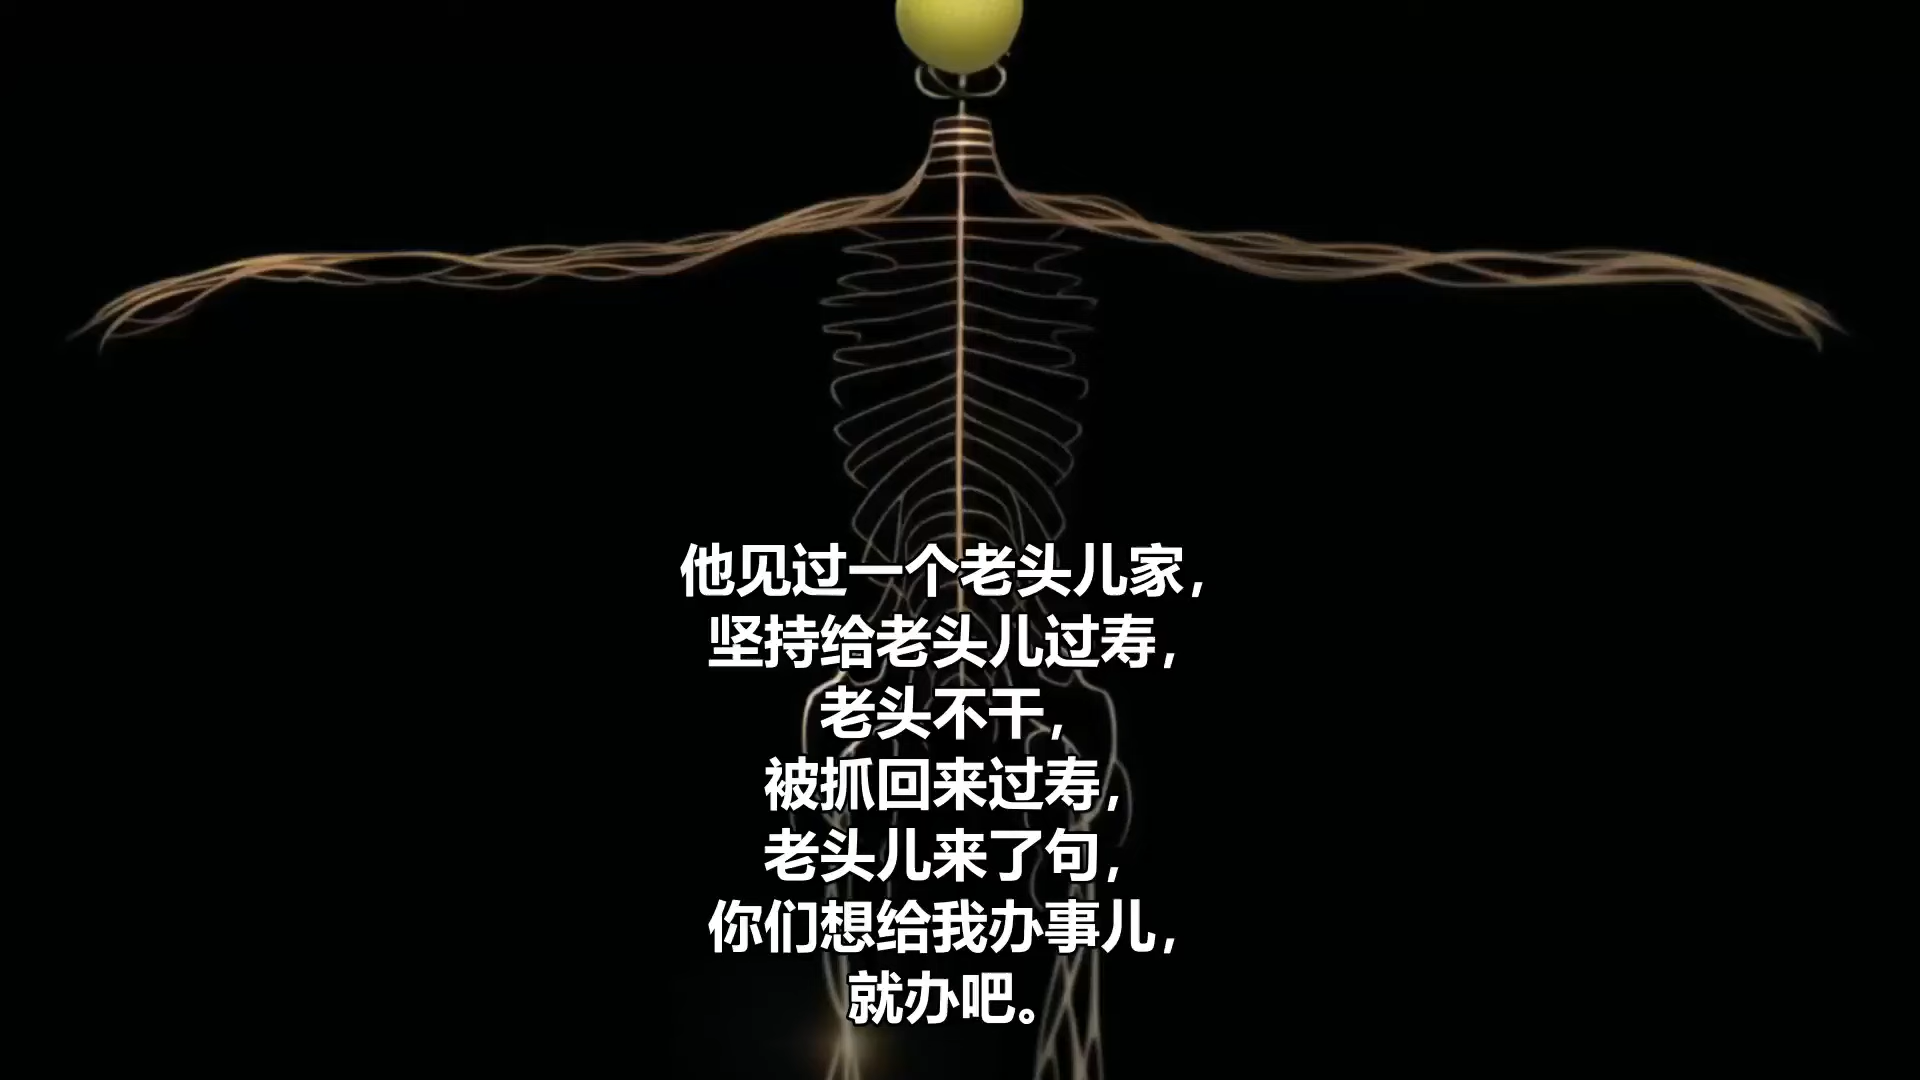 他见过一个老头儿家，
坚持给老头儿过寿，
老头不干，
被抓回来过寿，
老头儿来了句，
你们想给我办事儿，
就办吧。